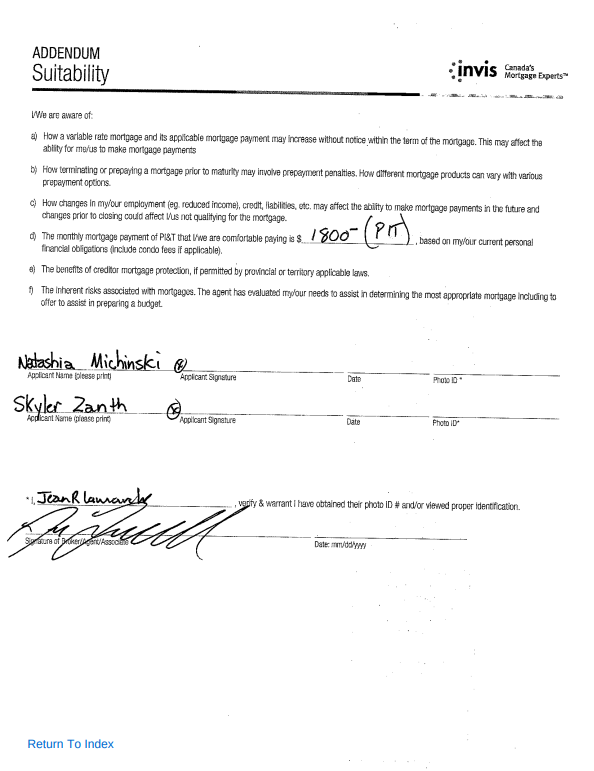 ADDENDUM
Suitability
invis Canada's
Mortgage Experts™
I/We are aware of:
a) How a variable rate mortgage and its applicable mortgage payment may increase without notice within the term of the mortgage. This may affect the
ability for me/us to make mortgage payments
b) How terminating or prepaying a mortgage prior to maturity may involve prepayment penalties. How different mortgage products can vary with various
prepayment options.
c) How changes in my/our employment (eg. reduced income), credit, liabilities, etc. may affect the ability to make mortgage payments in the future and
changes prior to closing could affect I/us not qualifying for the mortgage.
d) The monthly mortgage payment of PI&T that I/we are comfortable paying is $ 1800- (PIT) , based on my/our current personal
financial obligations (include condo fees if applicable).
e) The benefits of creditor mortgage protection, if permitted by provincial or territory applicable laws.
f) The inherent risks associated with mortgages. The agent has evaluated my/our needs to assist in determining the most appropriate mortgage including to
offer to assist in preparing a budget.
Natashia Michinski (x)
Applicant Name (please print) Applicant Signature Date Photo ID *
Skyler Zanth (x)
Applicant Name (please print) Applicant Signature Date Photo ID*
* I, Jean R , verify & warrant I have obtained their photo ID # and/or viewed proper identification.
Signature of Broker/Agent/Associate Date: mm/dd/yyyy
Return To Index